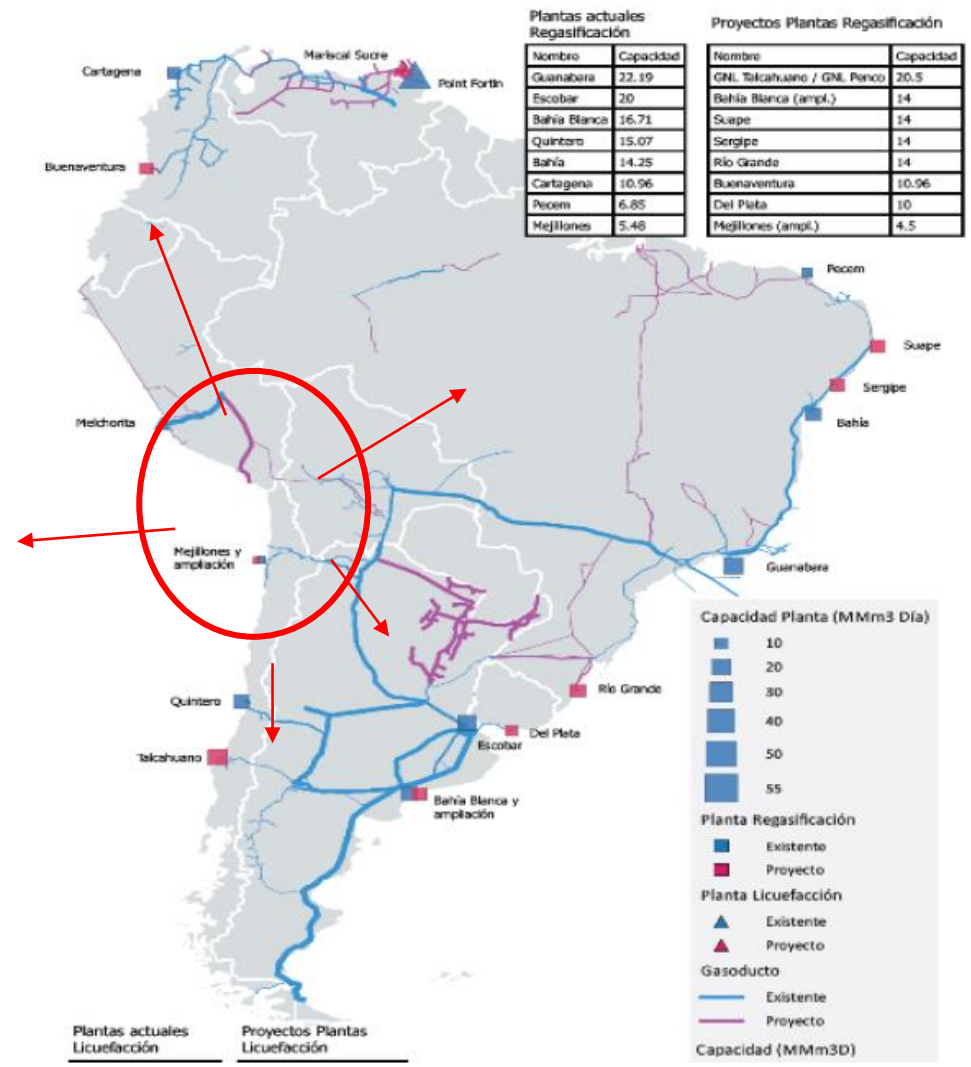 Plantas actuales
Regasificación
Nombre Capacidad
Guanabara 22.19
Escobar 20
Bahía Blanca 16.71
Quintero 15.07
Bahía 14.25
Cartagena 10.96
Pecem 6.85
Mejillones 5.48
Proyectos Plantas Regasificación
Nombre Capacidad
GNL Talcahuano / GNL Penco 20.5
Bahía Blanca (ampl.) 14
Suape 14
Sergipe 14
Río Grande 14
Buenaventura 10.96
Del Plata 10
Mejillones (ampl.) 4.5
Mariscal Sucre
Cartagena
Point Fortin
Buenaventura
Pecem
Suape
Sergipe
Bahía
Melchorita
Mejillones y
ampliación
Guanabara
Quintero
Río Grande
Del Plata
Escobar
Talcahuano
Bahía Blanca y
ampliación
Capacidad Planta (MMm3 Día)
10
20
30
40
50
55
Planta Regasificación
Existente
Proyecto
Planta Licuefacción
Existente
Proyecto
Gasoducto
Existente
Proyecto
Capacidad (MMm3D)
Plantas actuales
Licuefacción
Proyectos Plantas
Licuefacción